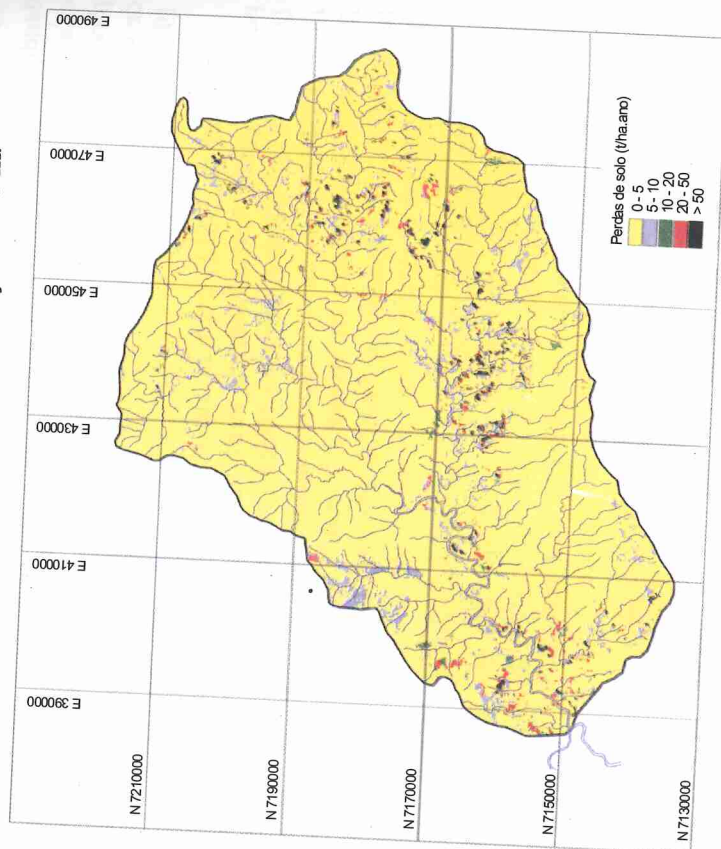 E 490000
E 470000
E 450000
E 430000
E 410000
E 390000
N 7210000
N 7190000
N 7170000
N 7150000
N 7130000
Perdas de solo (t/ha.ano)
0 - 5
5 - 10
10 - 20
20 - 50
> 50